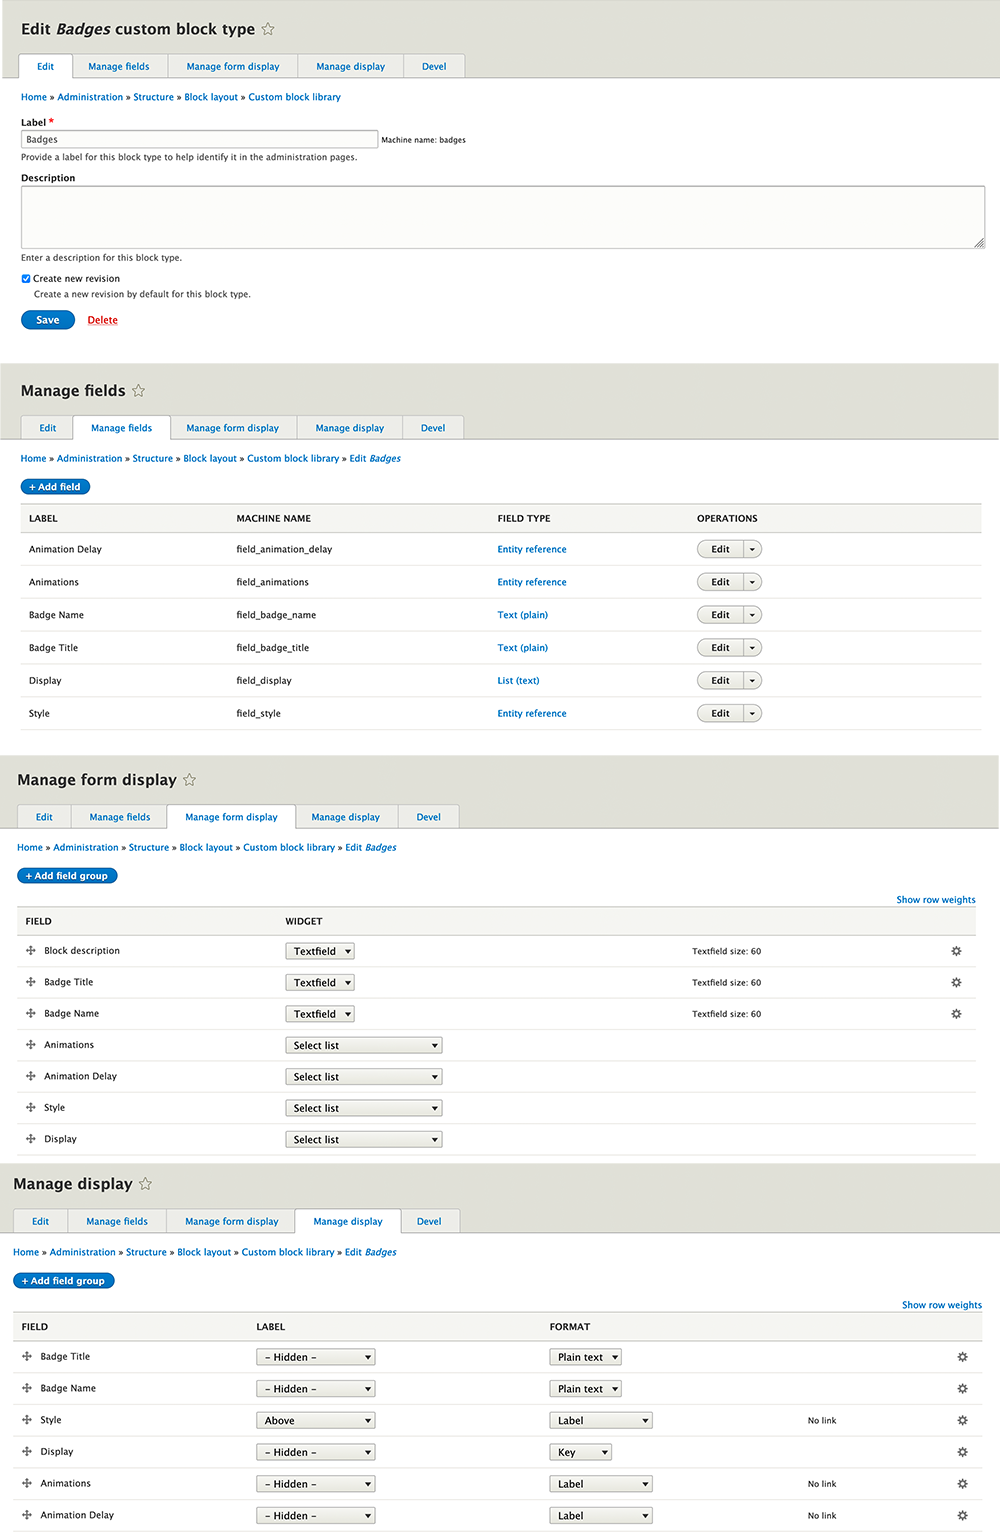 Edit Badges custom block type
Edit Manage fields Manage form display Manage display Devel
Home » Administration » Structure » Block layout » Custom block library
Label *
Badges Machine name: badges
Provide a label for this block type to help identify it in the administration pages.
Description
Enter a description for this block type.
Create new revision
Create a new revision by default for this block type.
Save Delete
Manage fields
Edit Manage fields Manage form display Manage display Devel
Home » Administration » Structure » Block layout » Custom block library » Edit Badges
+ Add field
LABEL MACHINE NAME FIELD TYPE OPERATIONS
Animation Delay field_animation_delay Entity reference Edit
Animations field_animations Entity reference Edit
Badge Name field_badge_name Text (plain) Edit
Badge Title field_badge_title Text (plain) Edit
Display field_display List (text) Edit
Style field_style Entity reference Edit
Manage form display
Edit Manage fields Manage form display Manage display Devel
Home » Administration » Structure » Block layout » Custom block library » Edit Badges
+ Add field group
Show row weights
FIELD WIDGET
Block description Textfield Textfield size: 60
Badge Title Textfield Textfield size: 60
Badge Name Textfield Textfield size: 60
Animations Select list
Animation Delay Select list
Style Select list
Display Select list
Manage display
Edit Manage fields Manage form display Manage display Devel
Home » Administration » Structure » Block layout » Custom block library » Edit Badges
+ Add field group
Show row weights
FIELD LABEL FORMAT
Badge Title - Hidden - Plain text
Badge Name - Hidden - Plain text
Style Above Label No link
Display - Hidden - Key
Animations - Hidden - Label No link
Animation Delay - Hidden - Label No link